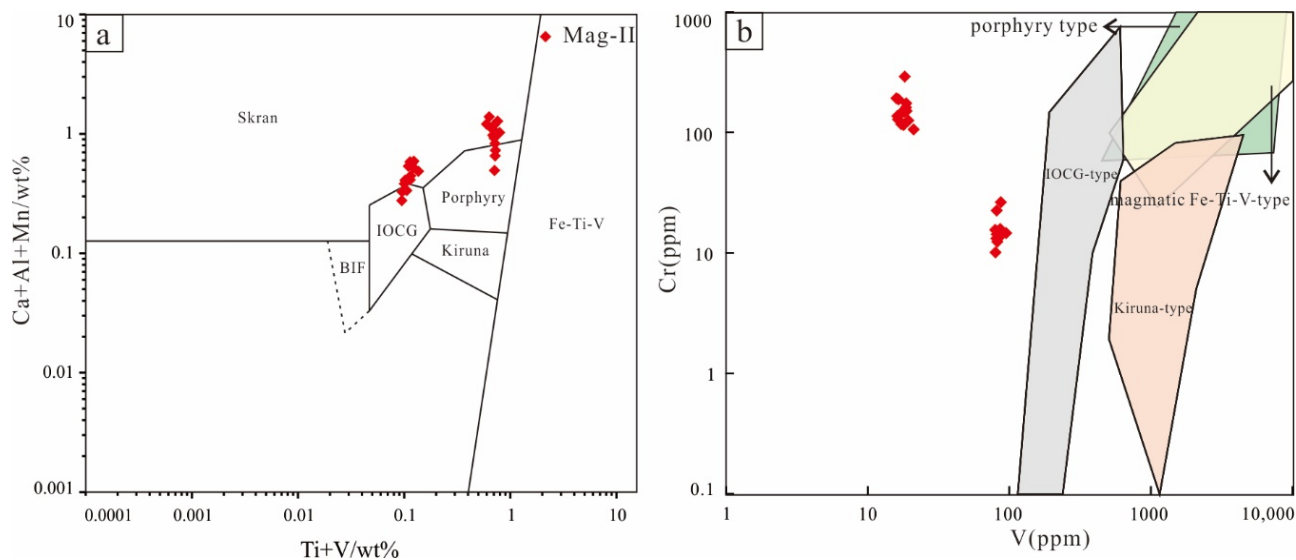 a
Mag-II
10
1
0.1
0.01
0.001
Ca+Al+Mn/wt%
Skran
Porphyry
IOCG
BIF
Kiruna
Fe-Ti-V
0.0001
0.001
0.01
0.1
1
10
Ti+V/wt%
b
1000
100
10
1
0.1
Cr(ppm)
porphyry type
IOCG-type
magmatic Fe-Ti-V-type
Kiruna-type
1
10
100
1000
10,000
V(ppm)